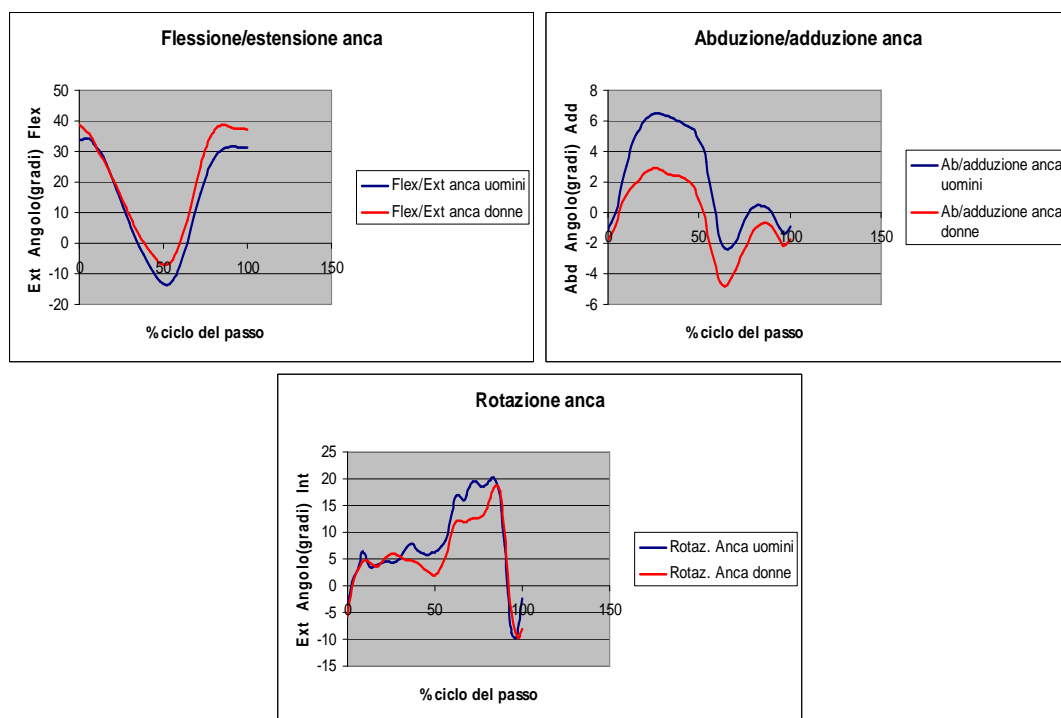 Flessione/estensione anca
Ext Angolo(gradi) Flex
50
40
30
20
10
0
-10
-20
0
50
100
150
%ciclo del passo
Flex/Ext anca uomini
Flex/Ext anca donne
Abduzione/adduzione anca
Abd Angolo(gradi) Add
8
6
4
2
0
-2
-4
-6
0
50
100
150
%ciclo del passo
Ab/adduzione anca
uomini
Ab/adduzione anca
donne
Rotazione anca
Ext Angolo(gradi) Int
25
20
15
10
5
0
-5
-10
-15
0
50
100
150
%ciclo del passo
Rotaz. Anca uomini
Rotaz. Anca donne